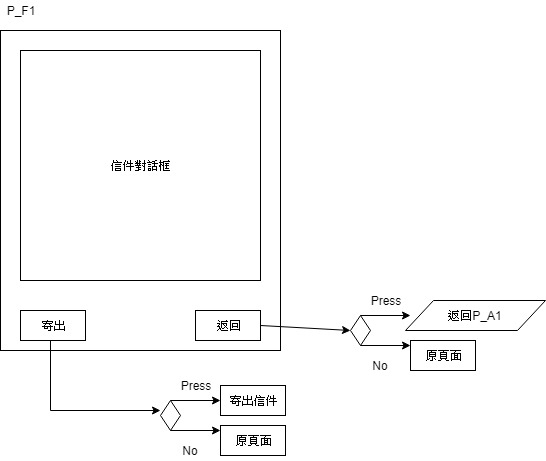 P_F1
信件對話框
寄出
返回
Press
返回P_A1
No
原頁面
Press
寄出信件
No
原頁面